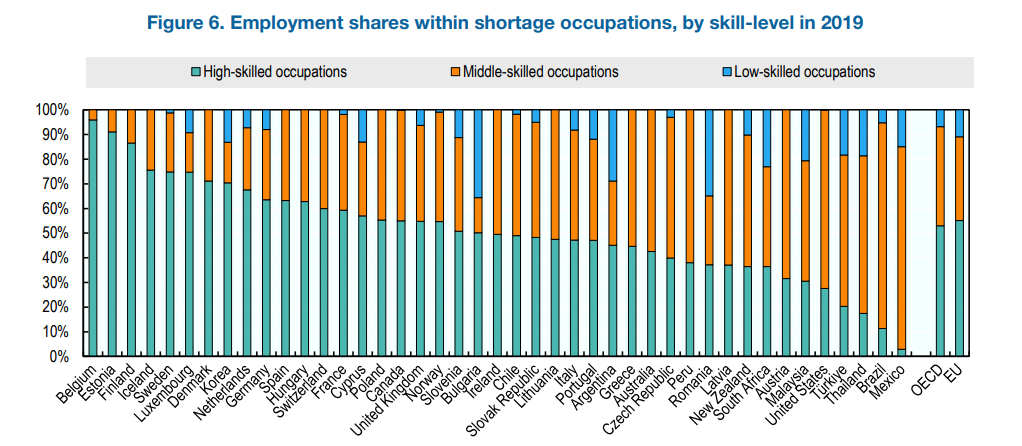 Figure 6. Employment shares within shortage occupations, by skill-level in 2019
High-skilled occupations Middle-skilled occupations Low-skilled occupations
100%
90%
80%
70%
60%
50%
40%
30%
20%
10%
0%
Belgium
Estonia
Finland
Iceland
Sweden
Luxembourg
Denmark
Korea
Netherlands
Germany
Spain
Hungary
Switzerland
France
Cyprus
Poland
Canada
United Kingdom
Norway
Slovenia
Bulgaria
Ireland
Chile
Slovak Republic
Lithuania
Italy
Portugal
Argentina
Greece
Australia
Czech Republic
Peru
Romania
Latvia
New Zealand
South Africa
Austria
Malaysia
United States
Türkiye
Thailand
Brazil
Mexico
OECD
EU